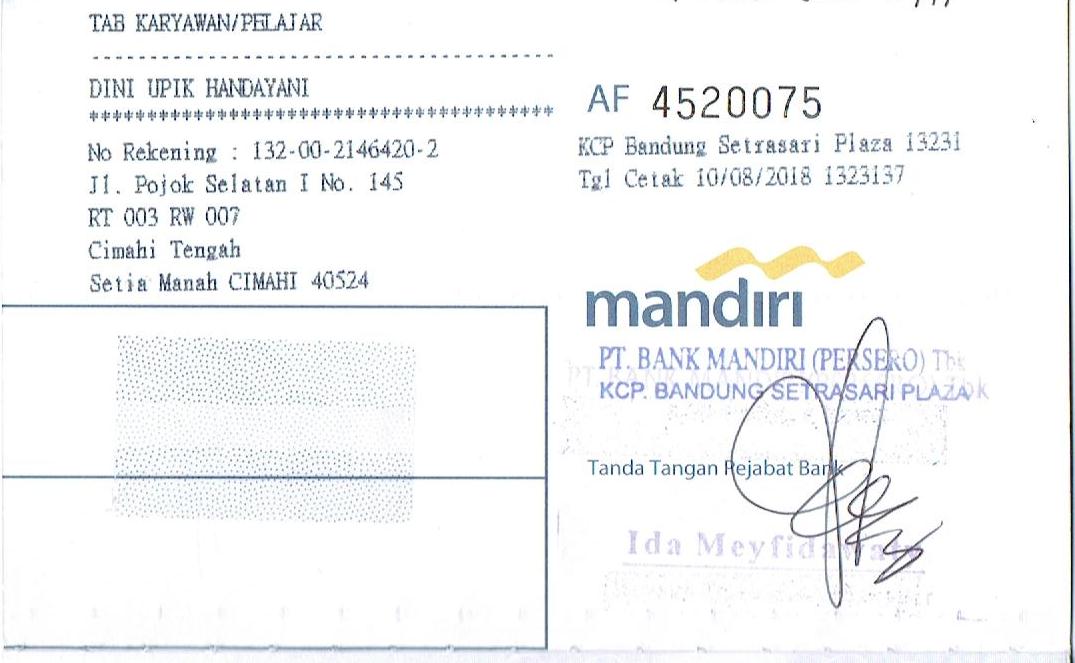 TAB KARYAWAN/PELAJAR
DINI UPIK HANDAYANI
No Rekening : 132-00-2146420-2
Jl. Pojok Selatan I No. 145
RT 003 RW 007
Cimahi Tengah
Setia Manah CIMAHI 40524
AF 4520075
KCP Bandung Setrasari Plaza 13231
Tgl Cetak 10/08/2018 1323137
mandiri
PT. BANK MANDIRI (PERSERO) Tbk
KCP. BANDUNG SETRASARI PLAZA
Tanda Tangan Pejabat Bank
Ida Meyfidawati